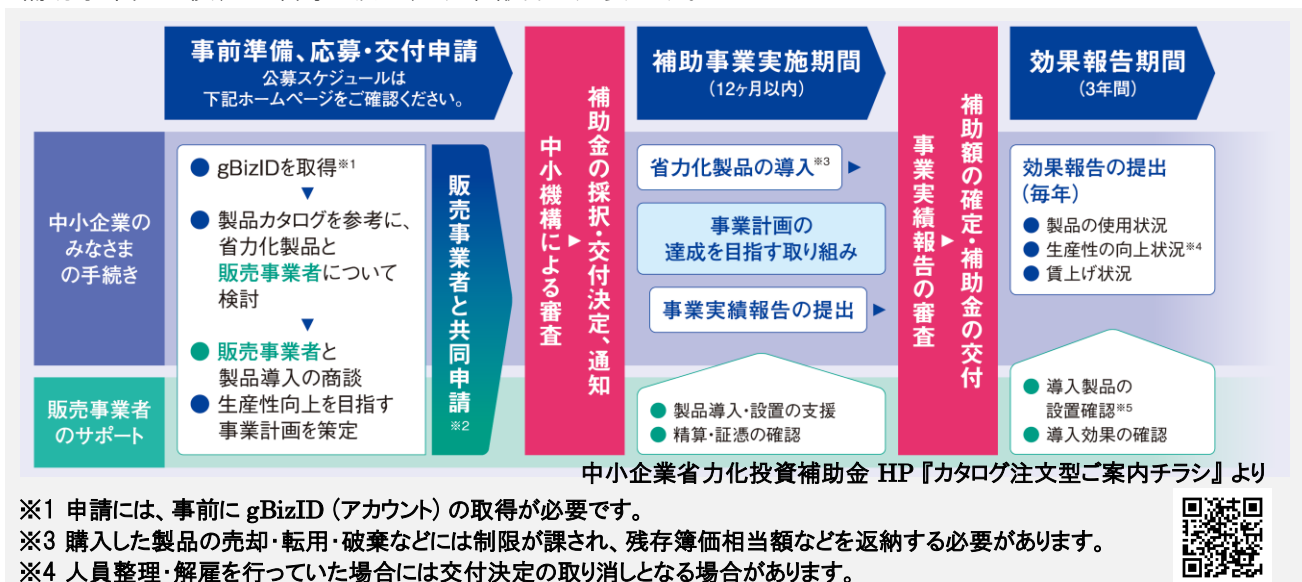 事前準備、応募・交付申請
公募スケジュールは
下記ホームページをご確認ください。
中小機構による審査
補助金の採択・交付決定、通知
補助事業実施期間
(12ヶ月以内)
事業実績報告の審査
補助額の確定・補助金の交付
効果報告期間
(3年間)
中小企業の
みなさま
の手続き
● gBizIDを取得※1
▼
● 製品カタログを参考に、
省力化製品と
販売事業者について
検討
▼
● 販売事業者と
製品導入の商談
● 生産性向上を目指す
事業計画を策定
販売事業者と共同申請
※2
省力化製品の導入※3
事業計画の
達成を目指す取り組み
事業実績報告の提出
効果報告の提出
(毎年)
● 製品の使用状況
● 生産性の向上状況※4
● 賃上げ状況
販売事業者
のサポート
● 製品導入・設置の支援
● 精算・証憑の確認
● 導入製品の
設置確認※5
● 導入効果の確認
中小企業省力化投資補助金 HP『カタログ注文型ご案内チラシ』より
※1 申請には、事前に gBizID(アカウント)の取得が必要です。
※3 購入した製品の売却・転用・破棄などには制限が課され、残存簿価相当額などを返納する必要があります。
※4 人員整理・解雇を行っていた場合には交付決定の取り消しとなる場合があります。